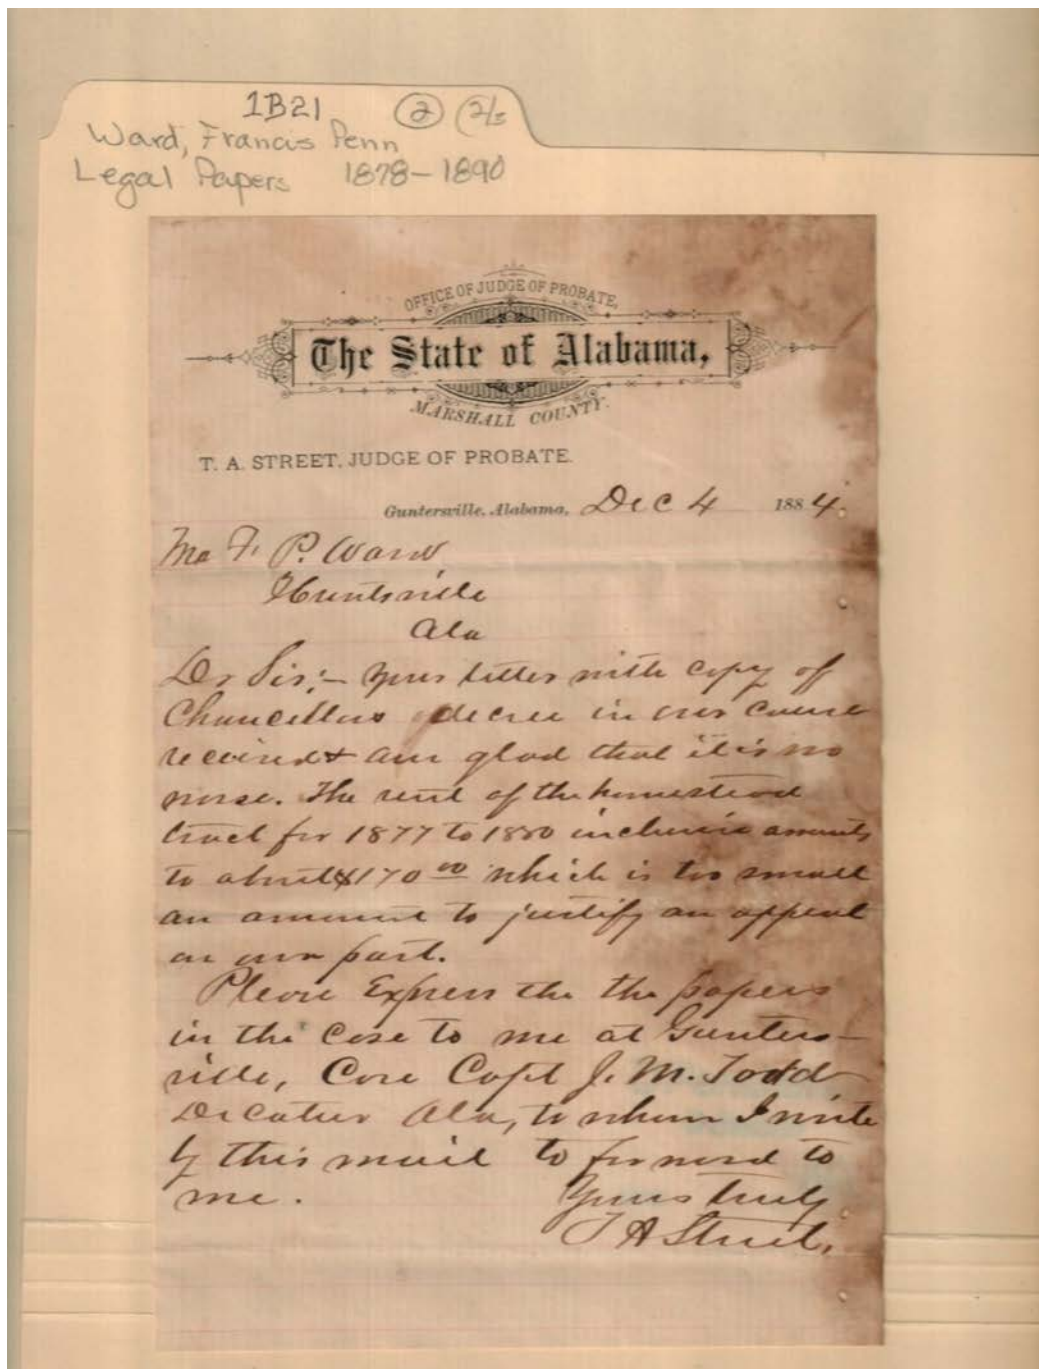 1B21 2 (2/5
Ward, Francis Penn
Legal Papers 1878-1890
OFFICE OF JUDGE OF PROBATE,
The State of Alabama,
MARSHALL COUNTY.
T. A. STREET, JUDGE OF PROBATE.
Guntersville, Alabama, Dec 4 1884.
F. P. Ward
Huntsville
Ala
Dr Sir;- Your letter with copy of
Chancellors decree in our cause
received & am glad that it is no
worse. The rent of the homestead
tract for 1877 to 1880 inclusive amounts
to about $170 00 which is too small
an amount to justify an appeal
on our part.
Please Express the the papers
in the case to me at Gunters-
ville, Care Capt J. M. Todd
Decatur Ala, to whom I write
by this mail to forward to
me. Yours truly
T A Street,